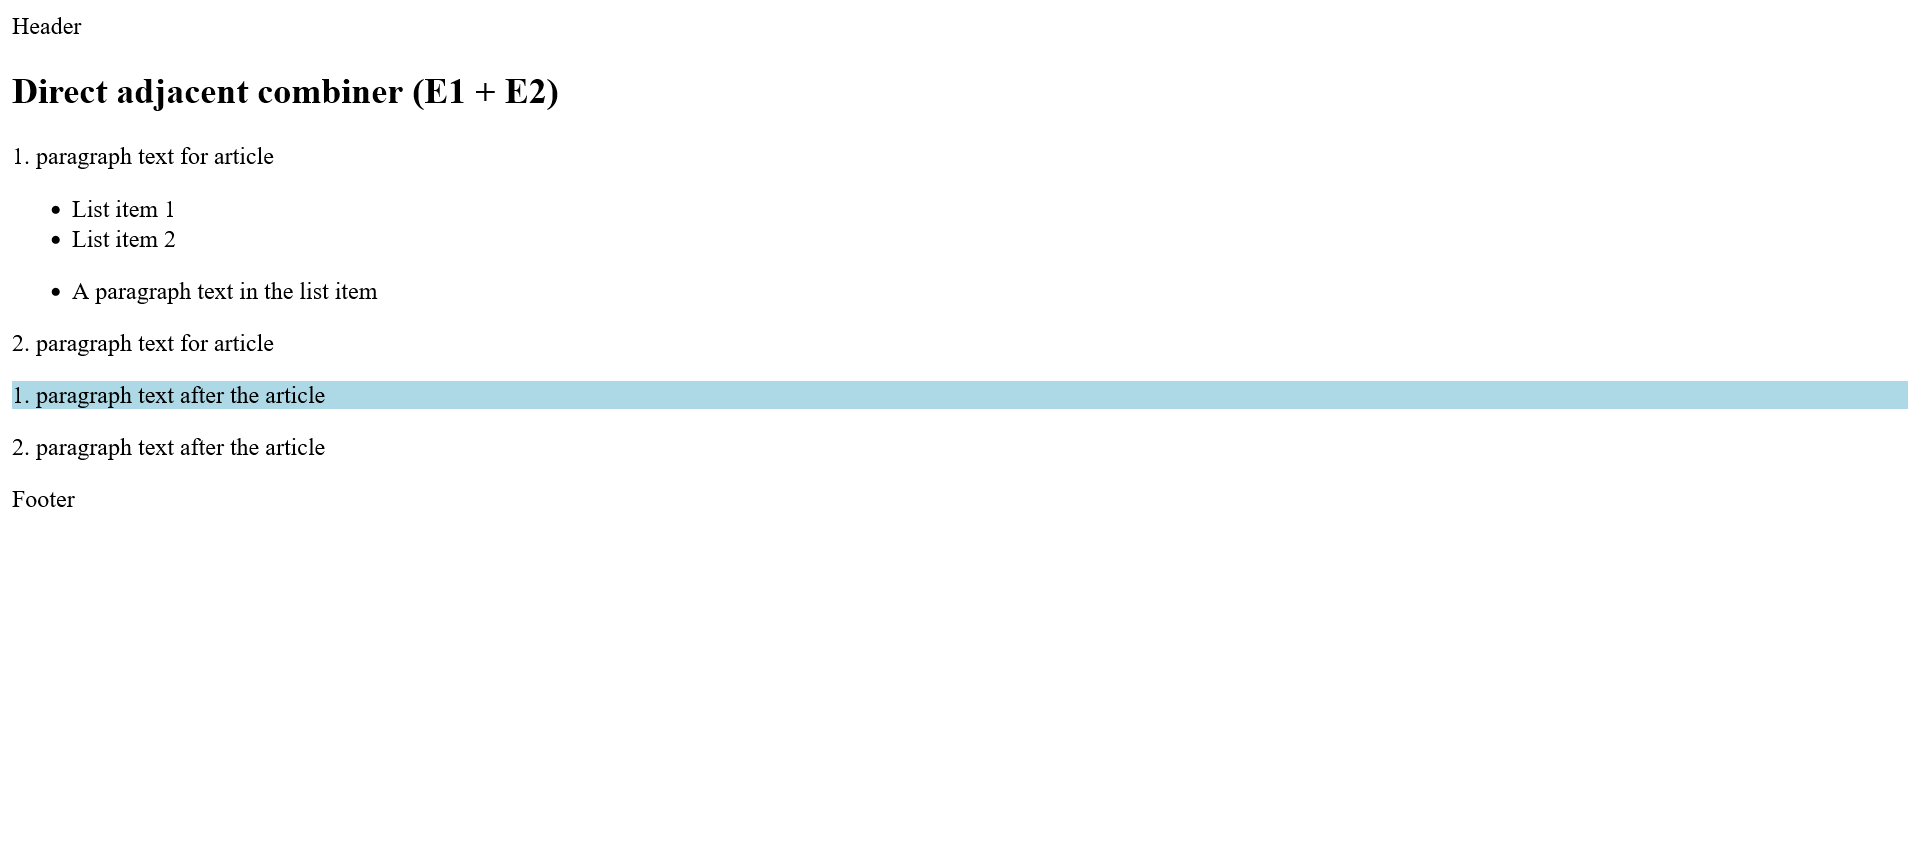 Header
Direct adjacent combiner (E1 + E2)
1. paragraph text for article
• List item 1
• List item 2
• A paragraph text in the list item
2. paragraph text for article
1. paragraph text after the article
2. paragraph text after the article
Footer